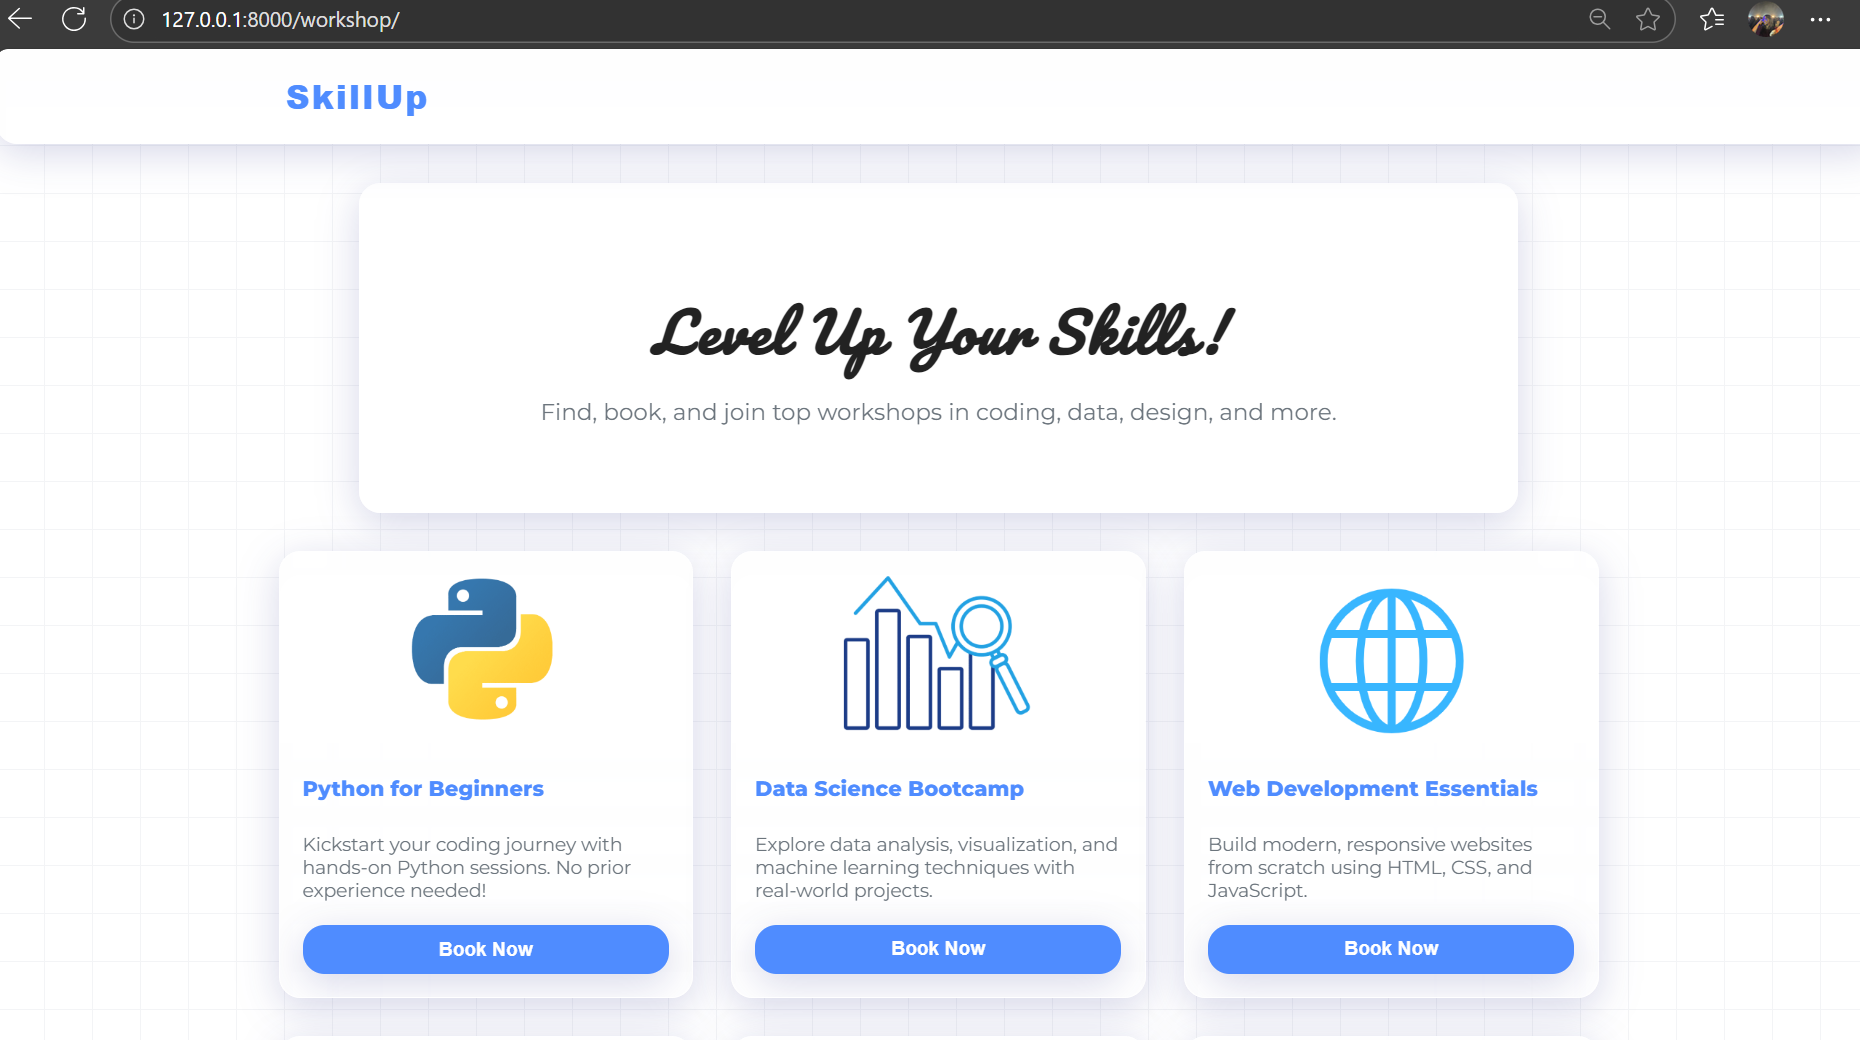 127.0.0.1:8000/workshop/
SkillUp
Level Up Your Skills!
Find, book, and join top workshops in coding, data, design, and more.
Python for Beginners
Kickstart your coding journey with
hands-on Python sessions. No prior
experience needed!
Book Now
Data Science Bootcamp
Explore data analysis, visualization, and
machine learning techniques with
real-world projects.
Book Now
Web Development Essentials
Build modern, responsive websites
from scratch using HTML, CSS, and
JavaScript.
Book Now